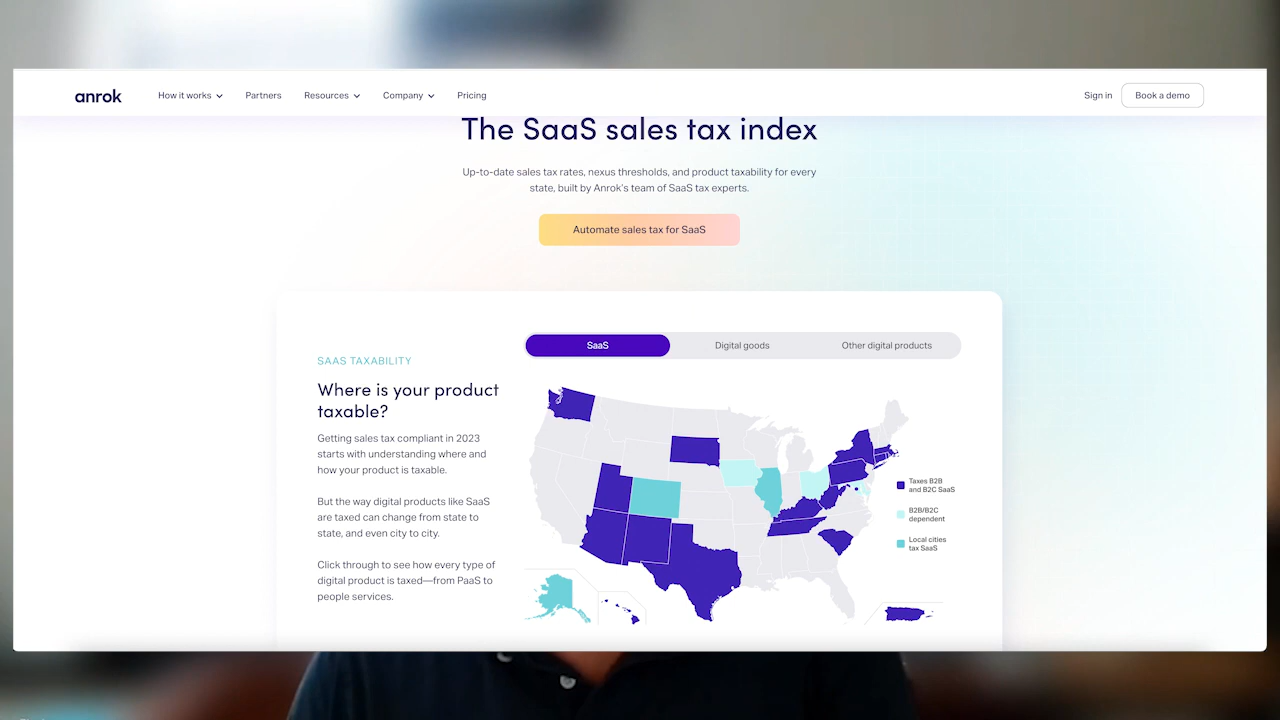 anrok
How it works
Partners
Resources
Company
Pricing
Sign in
Book a demo
The SaaS sales tax index
Up-to-date sales tax rates, nexus thresholds, and product taxability for every
state, built by Anrok's team of SaaS tax experts.
Automate sales tax for SaaS
SaaS
Digital goods
Other digital products
SAAS TAXABILITY
Where is your product
taxable?
Getting sales tax compliant in 2023
starts with understanding where and
how your product is taxable.
But the way digital products like SaaS
are taxed can change from state to
state, and even city to city.
Click through to see how every type of
digital product is taxed—from PaaS to
people services.
Taxes B2B
and B2C SaaS
B2B/B2C
dependent
Local cities
tax SaaS